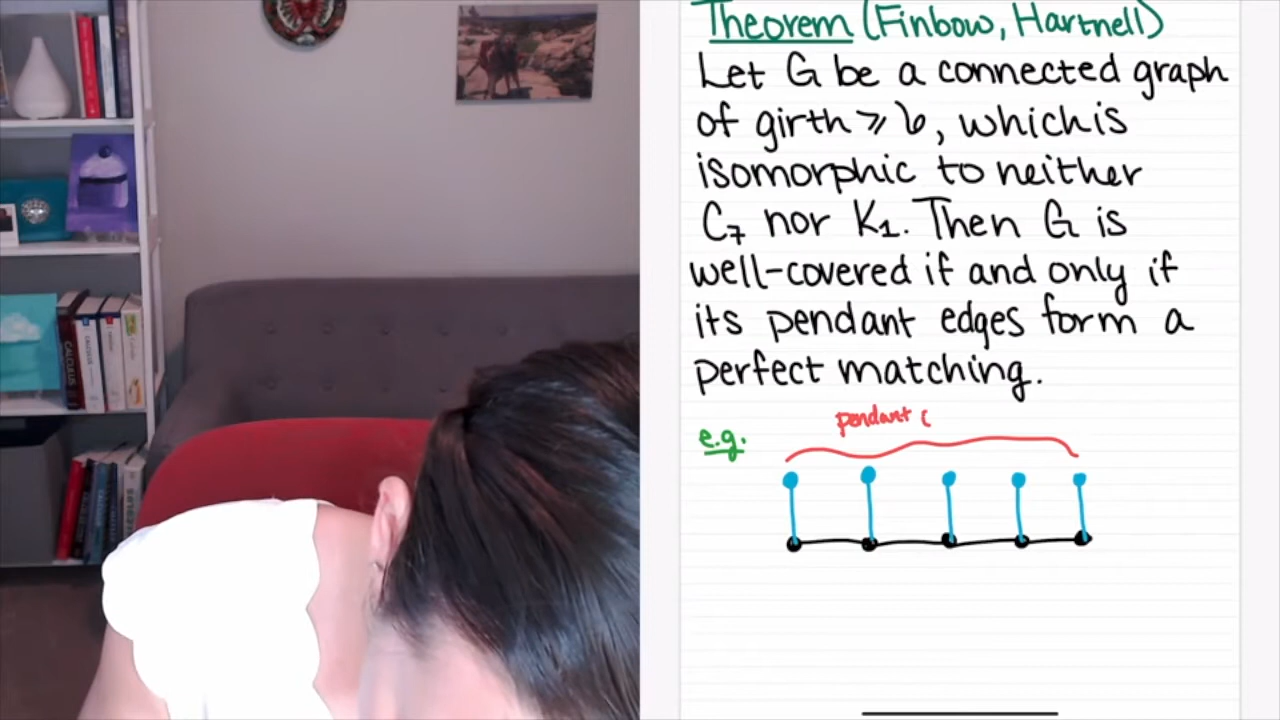 Theorem (Finbow, Hartnell)
Let G be a connected graph
of girth ⩾ 6, which is
isomorphic to neither
C₇ nor K₁. Then G is
well-covered if and only if
its pendant edges form a
perfect matching.
pendant
e.g.
CALCULUS